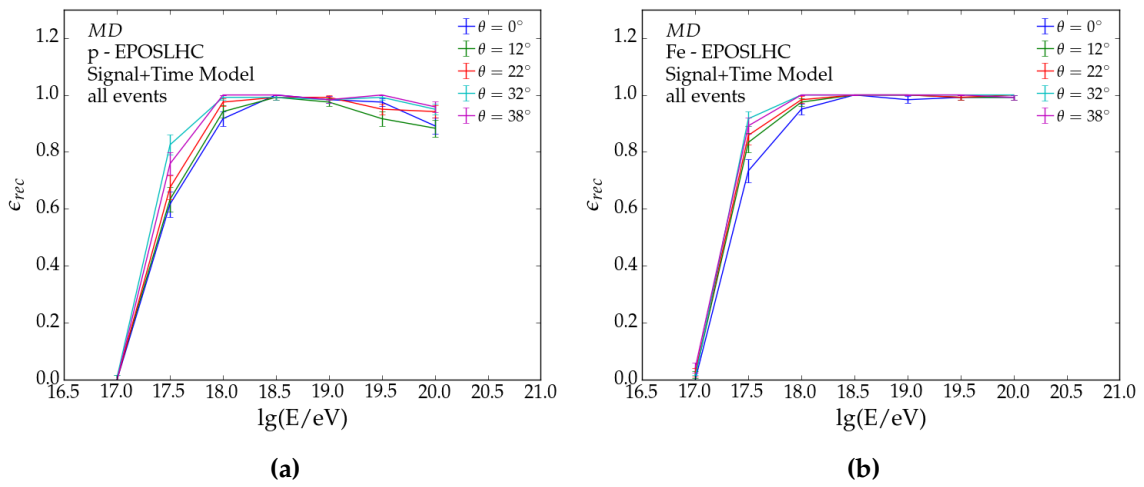 MD
p - EPOSLHC
Signal+Time Model
all events
θ = 0°
θ = 12°
θ = 22°
θ = 32°
θ = 38°
1.2
1.0
0.8
0.6
0.4
0.2
0.0
ϵrec
16.5 17.0 17.5 18.0 18.5 19.0 19.5 20.0 20.5 21.0
lg(E/eV)
(a)
MD
Fe - EPOSLHC
Signal+Time Model
all events
θ = 0°
θ = 12°
θ = 22°
θ = 32°
θ = 38°
1.2
1.0
0.8
0.6
0.4
0.2
0.0
ϵrec
16.5 17.0 17.5 18.0 18.5 19.0 19.5 20.0 20.5 21.0
lg(E/eV)
(b)